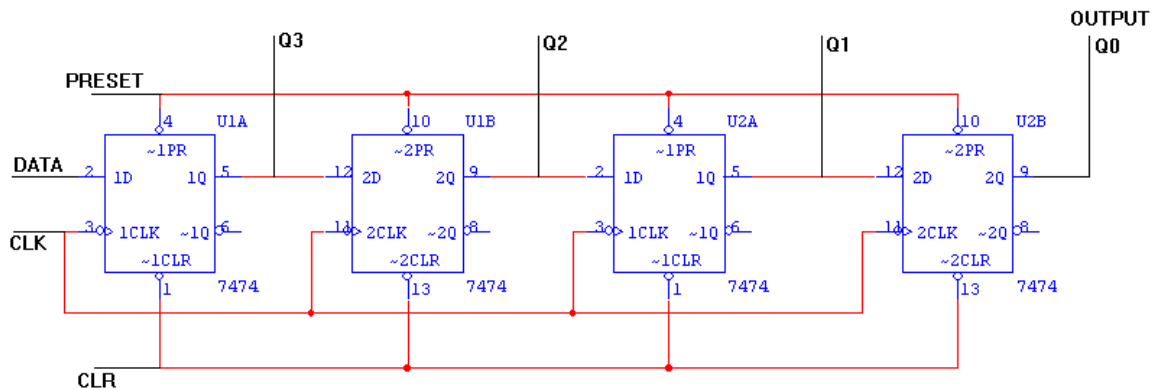 OUTPUT
Q3
Q2
Q1
Q0
PRESET
4
U1A
10
U1B
4
U2A
10
U2B
~1PR
~2PR
~1PR
~2PR
DATA
2
1D
1Q
5
12
2D
2Q
9
2
1D
1Q
5
12
2D
2Q
9
CLK
3
1CLK
~1Q
6
11
2CLK
~2Q
8
3
1CLK
~1Q
6
11
2CLK
~2Q
8
~1CLR
~2CLR
~1CLR
~2CLR
1
7474
13
7474
1
7474
13
7474
CLR